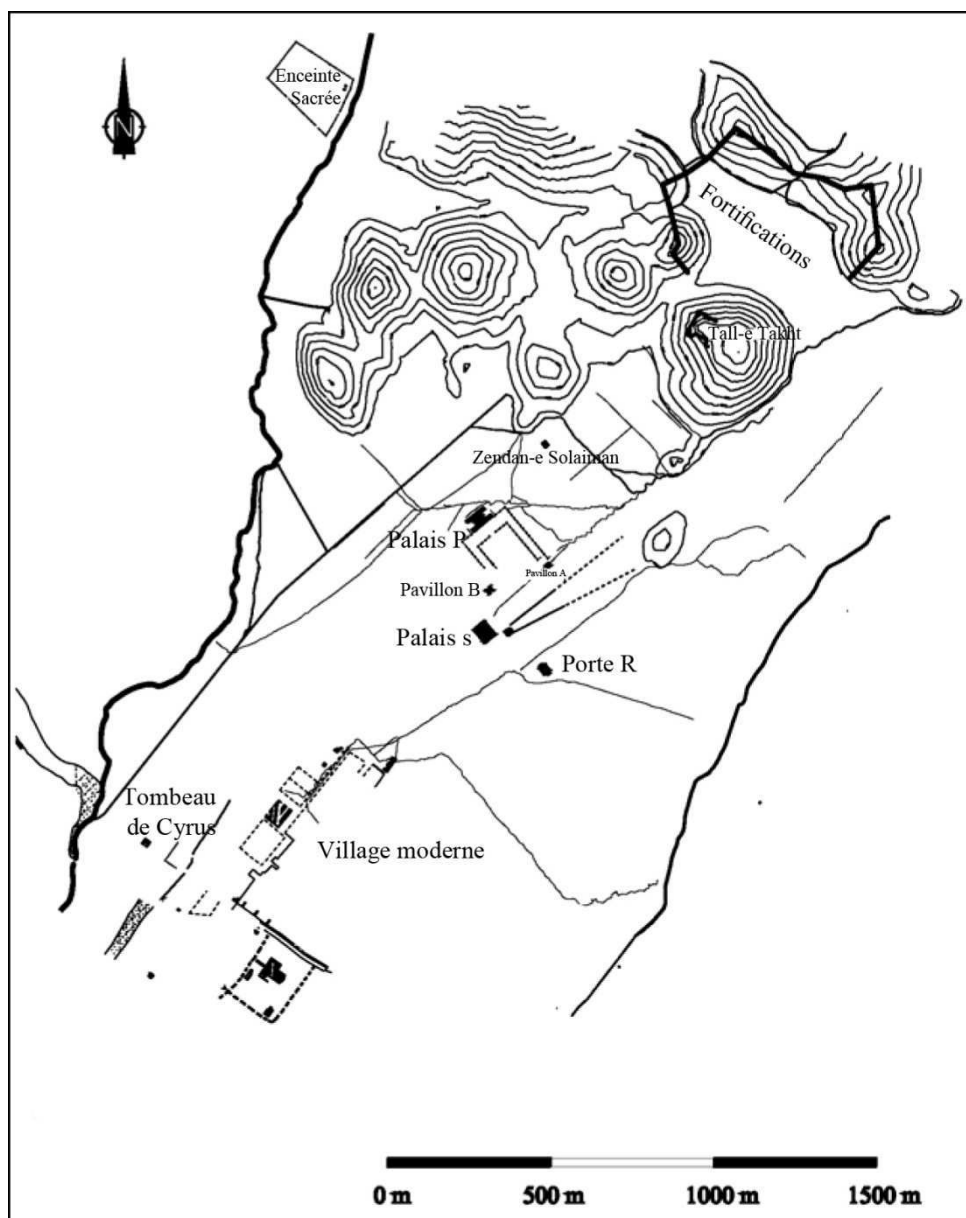 Enceinte
Sacrée
N
Fortifications
Tall-e Takht
Zendan-e Solaiman
Palais P
Pavillon A
Pavillon B
Palais s
Porte R
Tombeau
de Cyrus
Village moderne
0 m 500 m 1000 m 1500 m